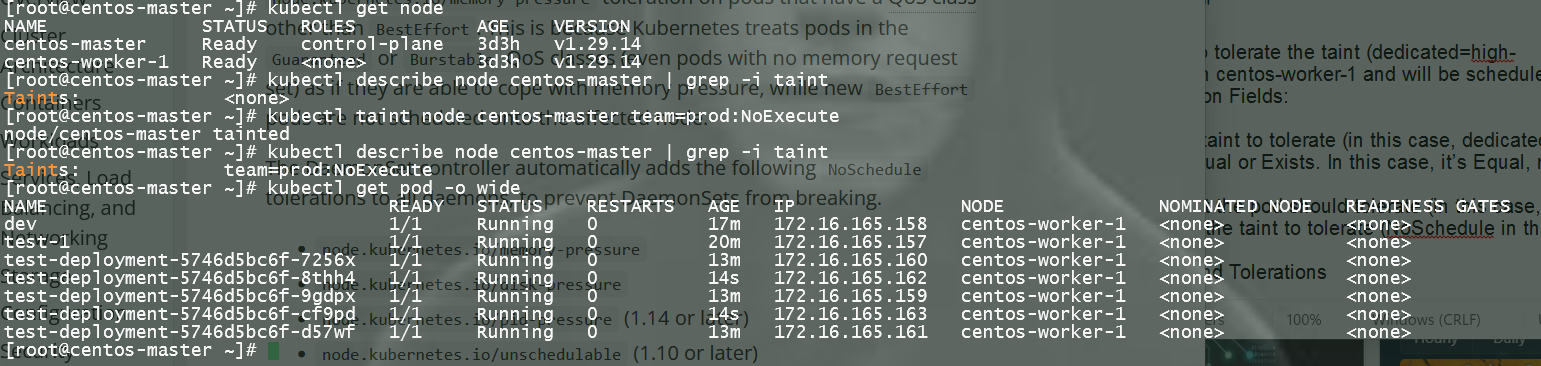 [root@centos-master ~]# kubectl get node
NAME STATUS ROLES AGE VERSION
centos-master Ready control-plane 3d3h v1.29.14
centos-worker-1 Ready <none> 3d3h v1.29.14
[root@centos-master ~]# kubectl describe node centos-master | grep -i taint
Taints: <none>
[root@centos-master ~]# kubectl taint node centos-master team=prod:NoExecute
node/centos-master tainted
[root@centos-master ~]# kubectl describe node centos-master | grep -i taint
Taints: team=prod:NoExecute
[root@centos-master ~]# kubectl get pod -o wide
NAME READY STATUS RESTARTS AGE IP NODE NOMINATED NODE READINESS GATES
dev 1/1 Running 0 17m 172.16.165.158 centos-worker-1 <none> <none>
test-1 1/1 Running 0 20m 172.16.165.157 centos-worker-1 <none> <none>
test-deployment-5746d5bc6f-7256x 1/1 Running 0 13m 172.16.165.160 centos-worker-1 <none> <none>
test-deployment-5746d5bc6f-8thh4 1/1 Running 0 14s 172.16.165.162 centos-worker-1 <none> <none>
test-deployment-5746d5bc6f-9gdpx 1/1 Running 0 13m 172.16.165.159 centos-worker-1 <none> <none>
test-deployment-5746d5bc6f-cf9pd 1/1 Running 0 14s 172.16.165.163 centos-worker-1 <none> <none>
test-deployment-5746d5bc6f-d57wf 1/1 Running 0 13m 172.16.165.161 centos-worker-1 <none> <none>
[root@centos-master ~]#
other than BestEffort. This is because Kubernetes treats pods in the
Guaranteed or Burstable QoS classes (even pods with no memory request
set) as if they are able to cope with memory pressure, while new BestEffort
pods are not scheduled onto the affected node.
The DaemonSet controller automatically adds the following NoSchedule
tolerations to all daemons, to prevent DaemonSets from breaking.
node.kubernetes.io/memory-pressure
node.kubernetes.io/disk-pressure
node.kubernetes.io/pid-pressure (1.14 or later)
node.kubernetes.io/unschedulable (1.10 or later)
Containers
Services, Load
Balancing, and
Networking
tolerate the taint (dedicated=high-
centos-worker-1 and will be schedule
on Fields:
taint to tolerate (in this case, dedicated
ual or Exists. In this case, it's Equal,
the taint to tolerate (NoSchedule in th
d Tolerations
100% Windows (CRLF)